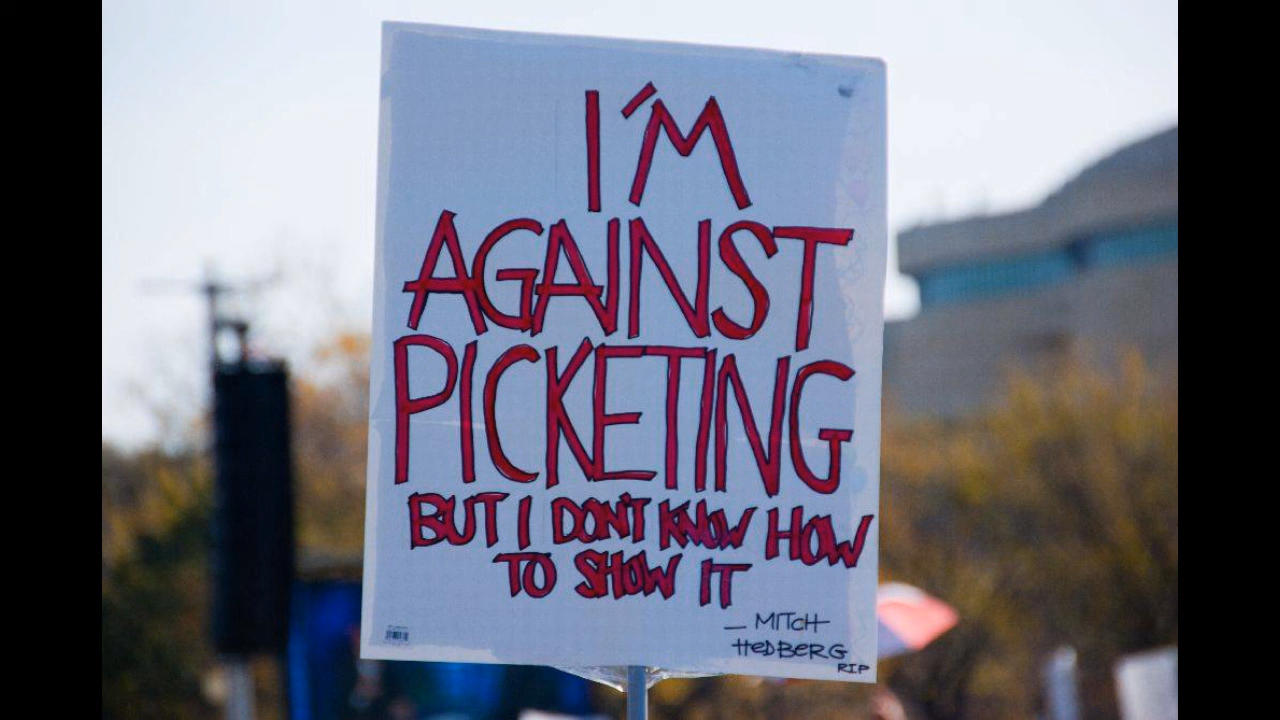 I'M
AGAINST
PICKETING
BUT I DON'T KNOW HOW
TO SHOW IT
— MITCH
HEDBERG
RIP